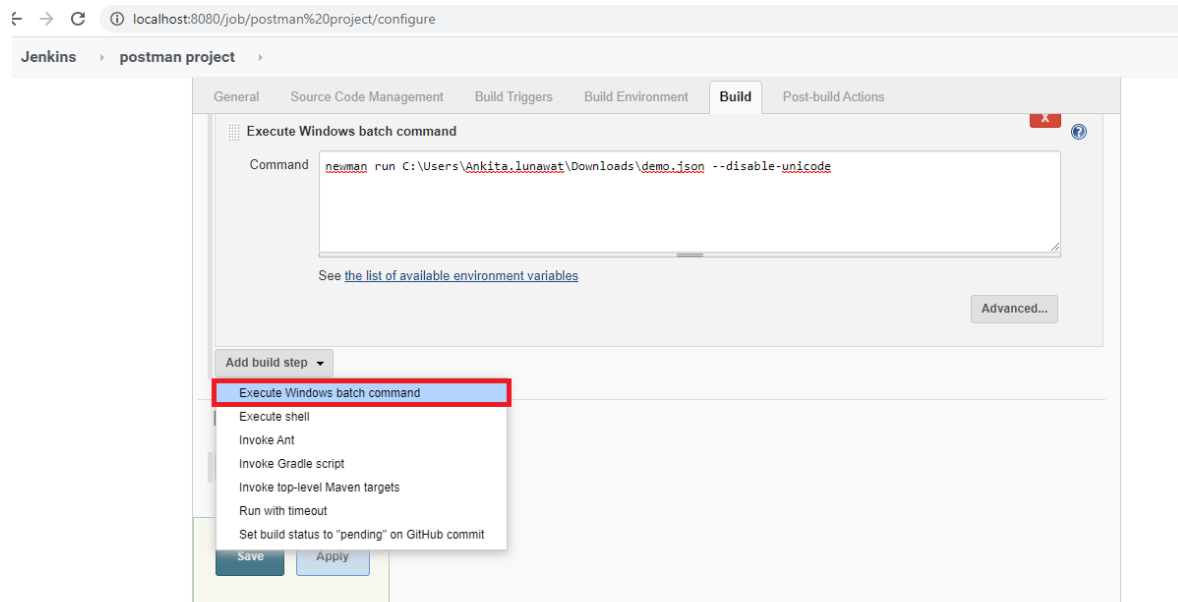 localhost:8080/job/postman%20project/configure
Jenkins postman project
General Source Code Management Build Triggers Build Environment Build Post-build Actions
Execute Windows batch command X ?
Command newman run C:\Users\Ankita.lunawat\Downloads\demo.json --disable-unicode
See the list of available environment variables
Advanced...
Add build step
Execute Windows batch command
Execute shell
Invoke Ant
Invoke Gradle script
Invoke top-level Maven targets
Run with timeout
Set build status to "pending" on GitHub commit
Save Apply